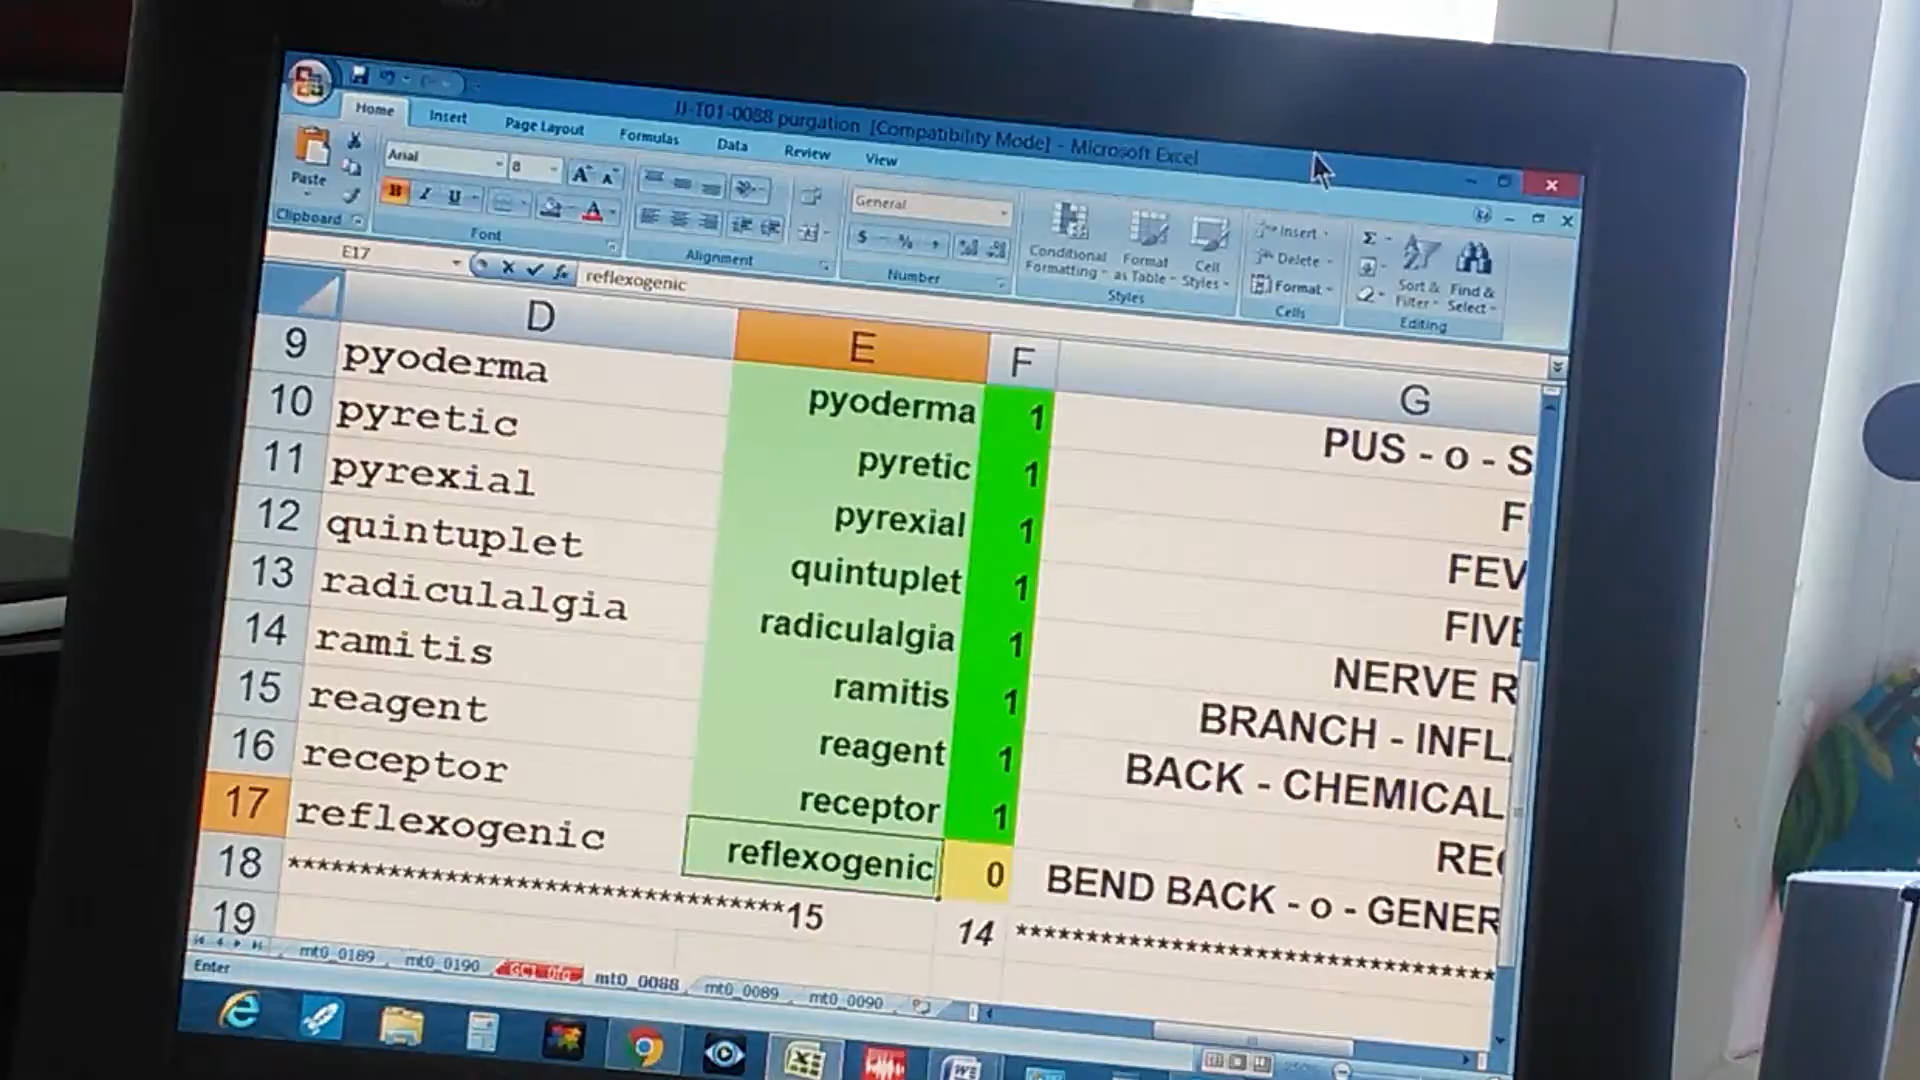 JJ-T01-0088 purgation [Compatibility Mode] - Microsoft Excel
Home Insert Page Layout Formulas Data Review View
Paste Arial 8 General Conditional Formatting Format as Table Cell Styles Insert Delete Format Sort & Filter Find & Select
Clipboard Font Alignment Number Styles Cells Editing
E17 reflexogenic
D E F G
9 pyoderma pyoderma 1 PUS - o - S
10 pyretic pyretic 1 F
11 pyrexial pyrexial 1 FEV
12 quintuplet quintuplet 1 FIVE
13 radiculalgia radiculalgia 1 NERVE R
14 ramitis ramitis 1 BRANCH - INFL
15 reagent reagent 1 BACK - CHEMICAL
16 receptor receptor 1 REC
17 reflexogenic reflexogenic 0 BEND BACK - o - GENER
18 ***********************************15 14 **********************************
19
mt0_0189 mt0_0190 mt0_0088 mt0_0089 mt0_0090
Enter